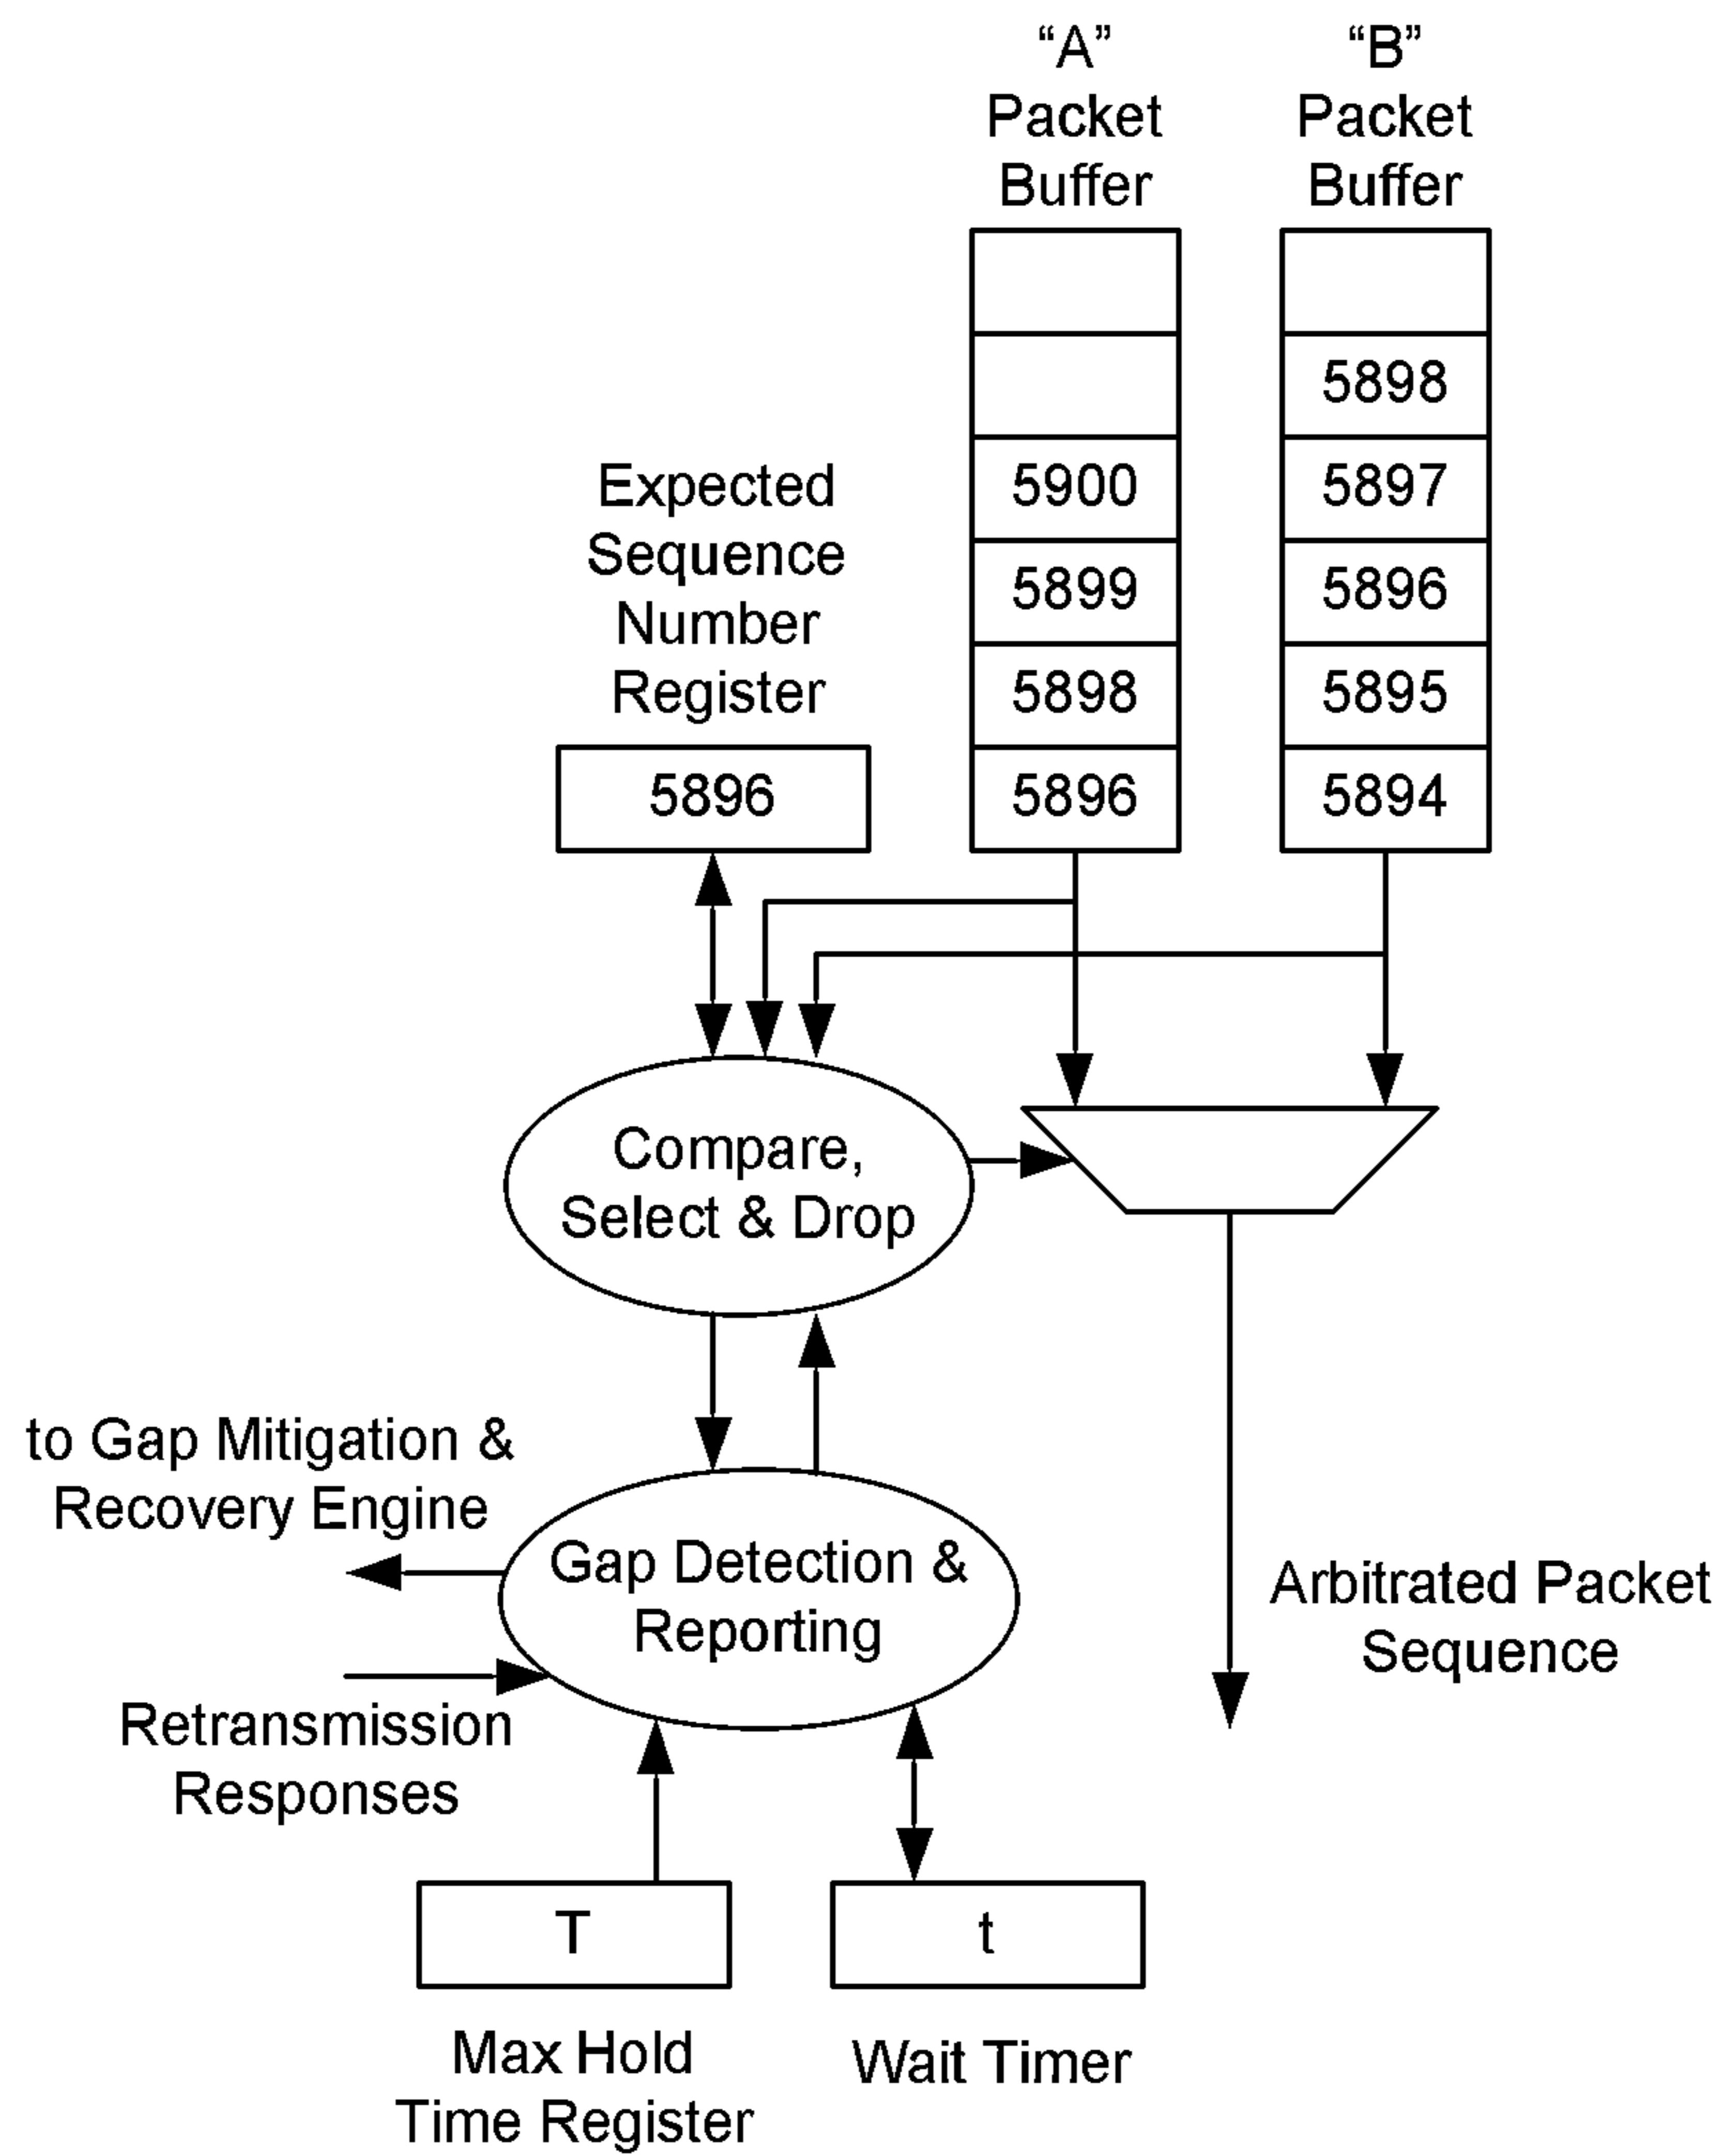 “A”
Packet
Buffer
“B”
Packet
Buffer
5898
5900
5897
5899
5896
5898
5895
5896
5894
Expected
Sequence
Number
Register
5896
Compare,
Select & Drop
to Gap Mitigation &
Recovery Engine
Gap Detection &
Reporting
Retransmission
Responses
Arbitrated Packet
Sequence
T
t
Max Hold
Time Register
Wait Timer